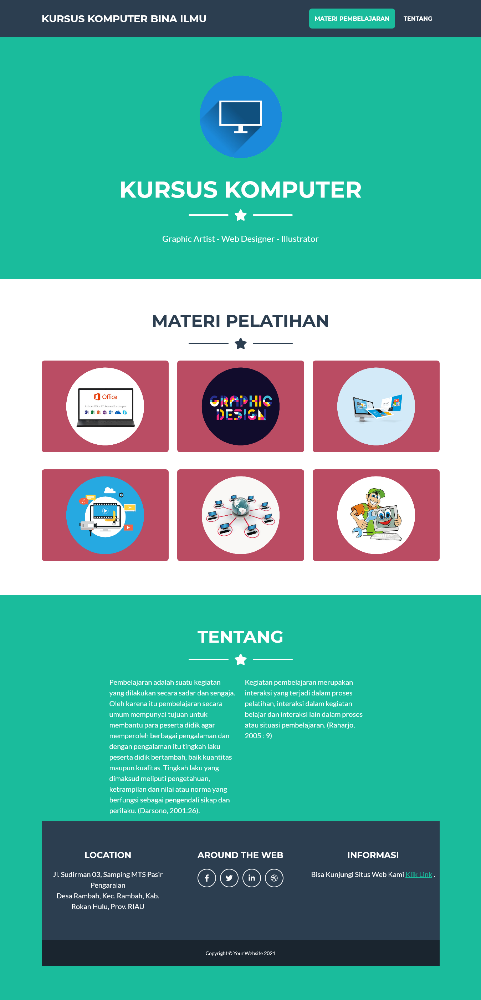 KURSUS KOMPUTER BINA ILMU
MATERI PEMBELAJARAN
TENTANG
KURSUS KOMPUTER
Graphic Artist - Web Designer - Illustrator
MATERI PELATIHAN
Office
Includes Office 365 Personal for one year
GRAPHIC
DESIGN
TENTANG
Pembelajaran adalah suatu kegiatan
yang dilakukan secara sadar dan sengaja.
Oleh karena itu pembelajaran secara
umum mempunyai tujuan untuk
membantu para peserta didik agar
memperoleh berbagai pengalaman dan
dengan pengalaman itu tingkah laku
peserta didik bertambah, baik kuantitas
maupun kualitas. Tingkah laku yang
dimaksud meliputi pengetahuan,
ketrampilan dan nilai atau norma yang
berfungsi sebagai pengendali sikap dan
perilaku. (Darsono, 2001:26).
Kegiatan pembelajaran merupakan
interaksi yang terjadi dalam proses
pelatihan, interaksi dalam kegiatan
belajar dan interaksi lain dalam proses
atau situasi pembelajaran. (Raharjo,
2005 : 9)
LOCATION
Jl. Sudirman 03, Samping MTS Pasir
Pengaraian
Desa Rambah, Kec. Rambah, Kab.
Rokan Hulu, Prov. RIAU
AROUND THE WEB
INFORMASI
Bisa Kunjungi Situs Web Kami Klik Link .
Copyright © Your Website 2021